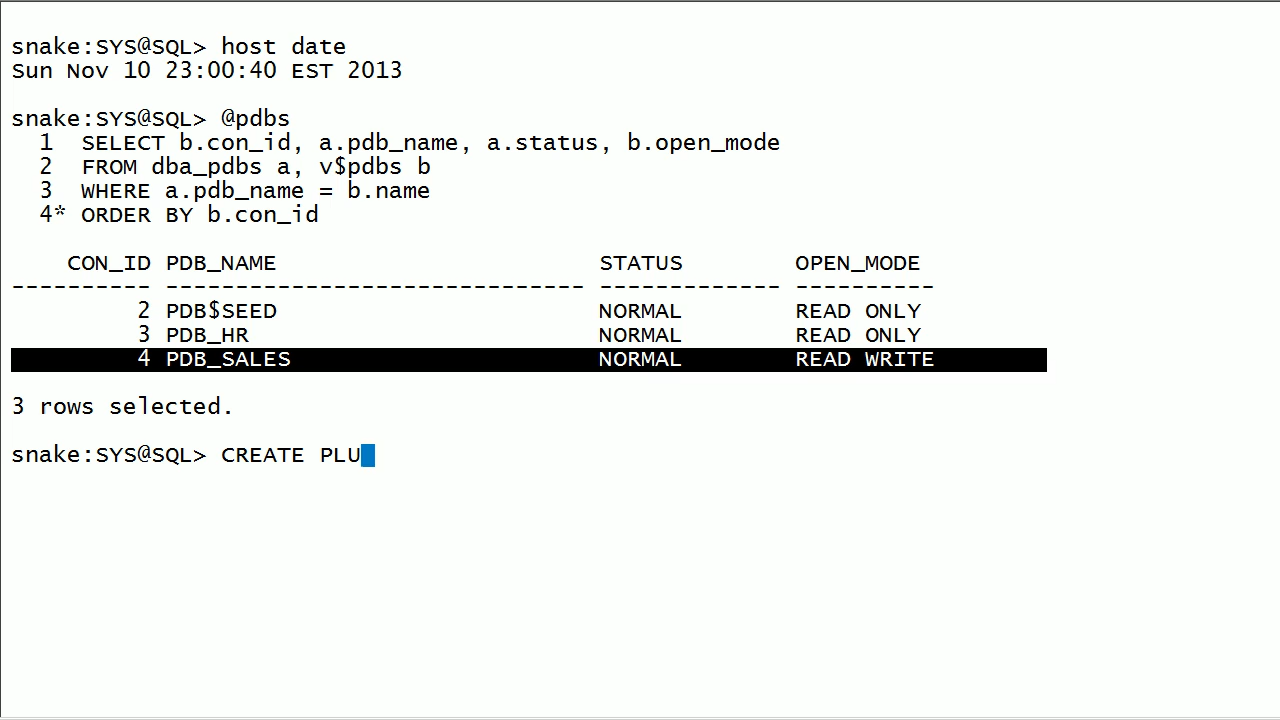 snake:SYS@SQL> host date
Sun Nov 10 23:00:40 EST 2013
snake:SYS@SQL> @pdbs
  1  SELECT b.con_id, a.pdb_name, a.status, b.open_mode
  2  FROM dba_pdbs a, v$pdbs b
  3  WHERE a.pdb_name = b.name
  4* ORDER BY b.con_id
    CON_ID PDB_NAME                       STATUS        OPEN_MODE
---------- ------------------------------ ------------- ----------
         2 PDB$SEED                       NORMAL        READ ONLY
         3 PDB_HR                         NORMAL        READ ONLY
         4 PDB_SALES                      NORMAL        READ WRITE
3 rows selected.
snake:SYS@SQL> CREATE PLU